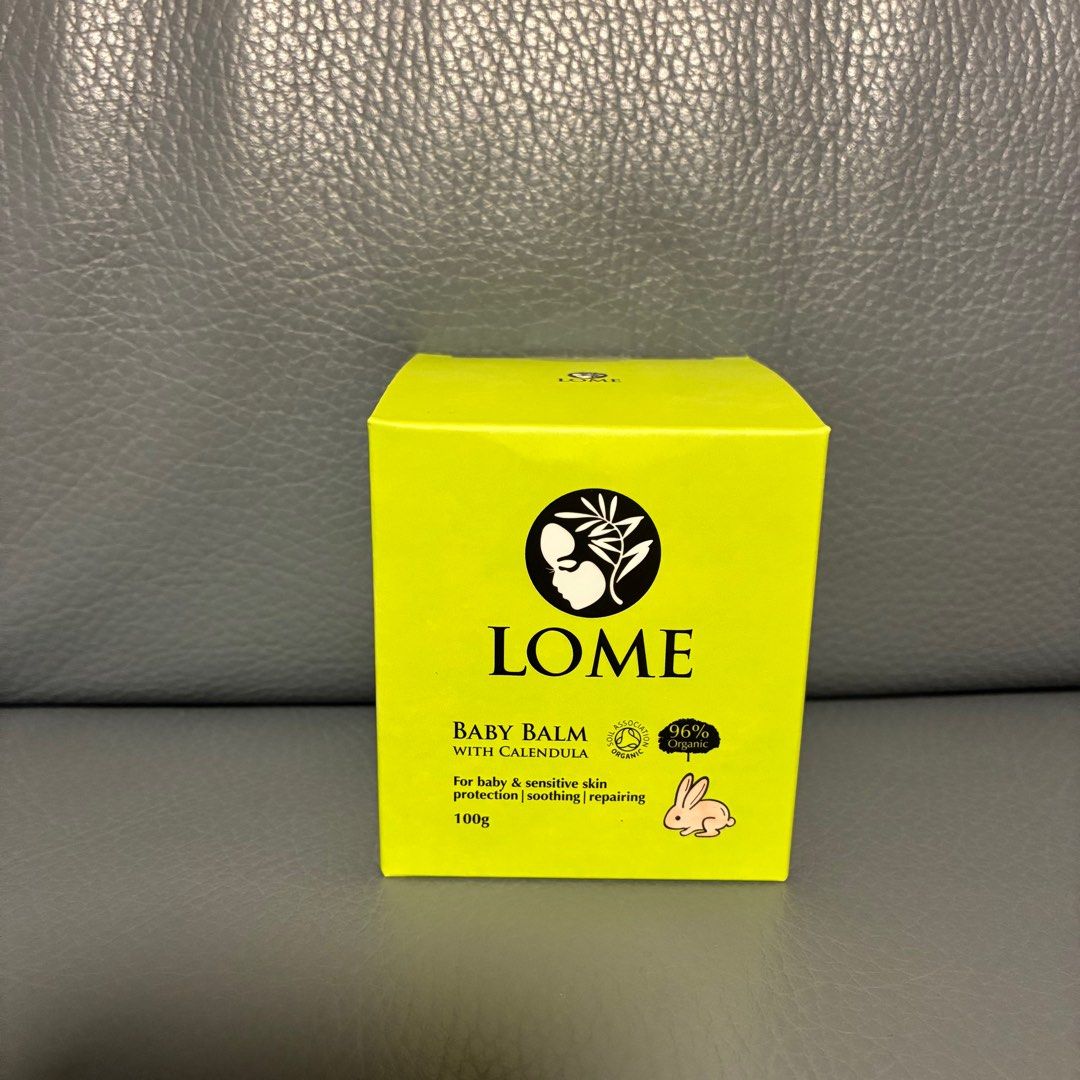 LOME
LOME
BABY BALM
WITH CALENDULA
SOIL ASSOCIATION
ORGANIC
96%
Organic
For baby & sensitive skin
protection|soothing|repairing
100g